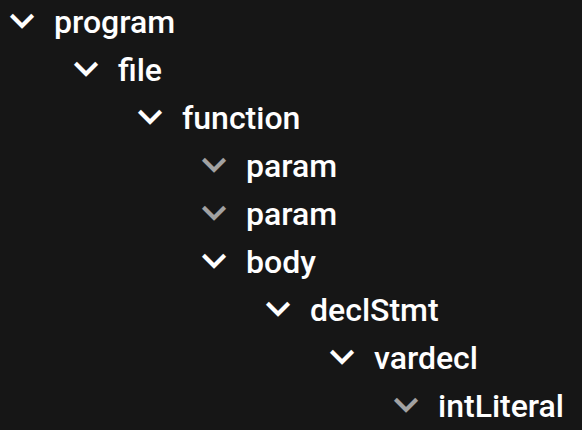 program
file
function
param
param
body
declStmt
vardecl
intLiteral